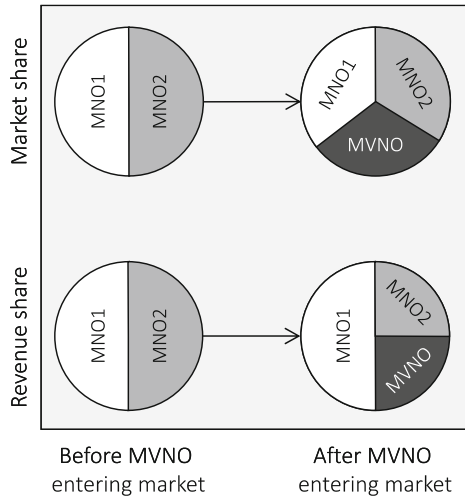 Market share
MNO1
MNO2
MNO1
MNO2
MVNO
Revenue share
MNO1
MNO2
MNO1
MNO2
MVNO
Before MVNO
entering market
After MVNO
entering market